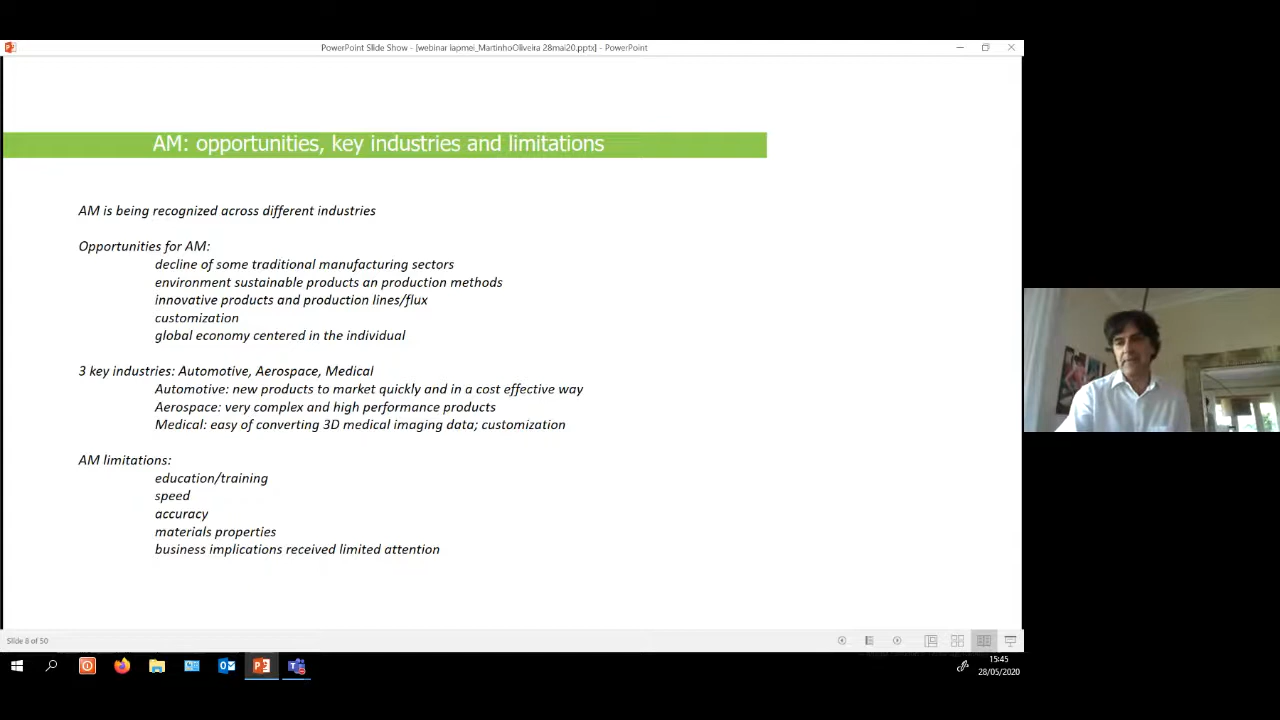 PowerPoint Slide Show - [webinar Iapmei_MartinhoOliveira 28mai20.pptx] - PowerPoint
AM: opportunities, key industries and limitations
AM is being recognized across different industries
Opportunities for AM:
decline of some traditional manufacturing sectors
environment sustainable products an production methods
innovative products and production lines/flux
customization
global economy centered in the individual
3 key industries: Automotive, Aerospace, Medical
Automotive: new products to market quickly and in a cost effective way
Aerospace: very complex and high performance products
Medical: easy of converting 3D medical imaging data; customization
AM limitations:
education/training
speed
accuracy
materials properties
business implications received limited attention
Slide 8 of 50
15:45
28/05/2020